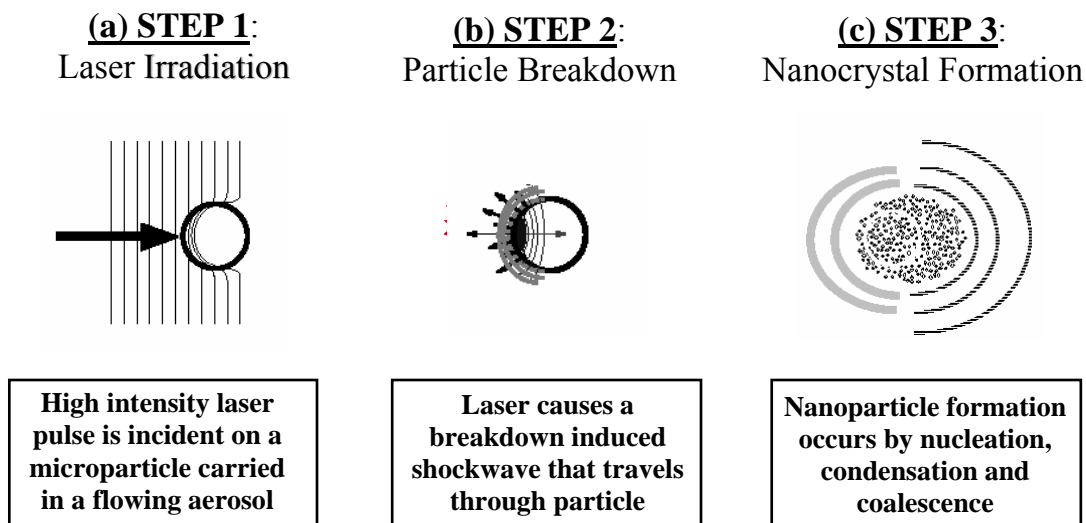 (a) STEP 1:
Laser Irradiation
High intensity laser
pulse is incident on a
microparticle carried
in a flowing aerosol
(b) STEP 2:
Particle Breakdown
Laser causes a
breakdown induced
shockwave that travels
through particle
(c) STEP 3:
Nanocrystal Formation
Nanoparticle formation
occurs by nucleation,
condensation and
coalescence